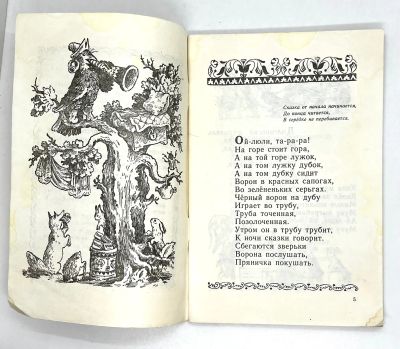 Сказка от начала начинается,
До конца читается,
В серёдке не перебивается.
Ой-люли, та-ра-ра!
На горе стоит гора,
А на той горе лужок,
А на том лужку дубок,
А на том дубку сидит
Ворон в красных сапогах,
Во зелёненьких серьгах.
Чёрный ворон на дубу
Играет во трубу,
Труба точенная,
Позолоченная.
Утром он в трубу трубит,
К ночи сказки говорит.
Сбегаются зверьки
Ворона послушать,
Пряничка покушать.
5